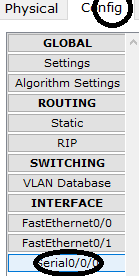 Physical Config
GLOBAL
Settings
Algorithm Settings
ROUTING
Static
RIP
SWITCHING
VLAN Database
INTERFACE
FastEthernet0/0
FastEthernet0/1
Serial0/0/0